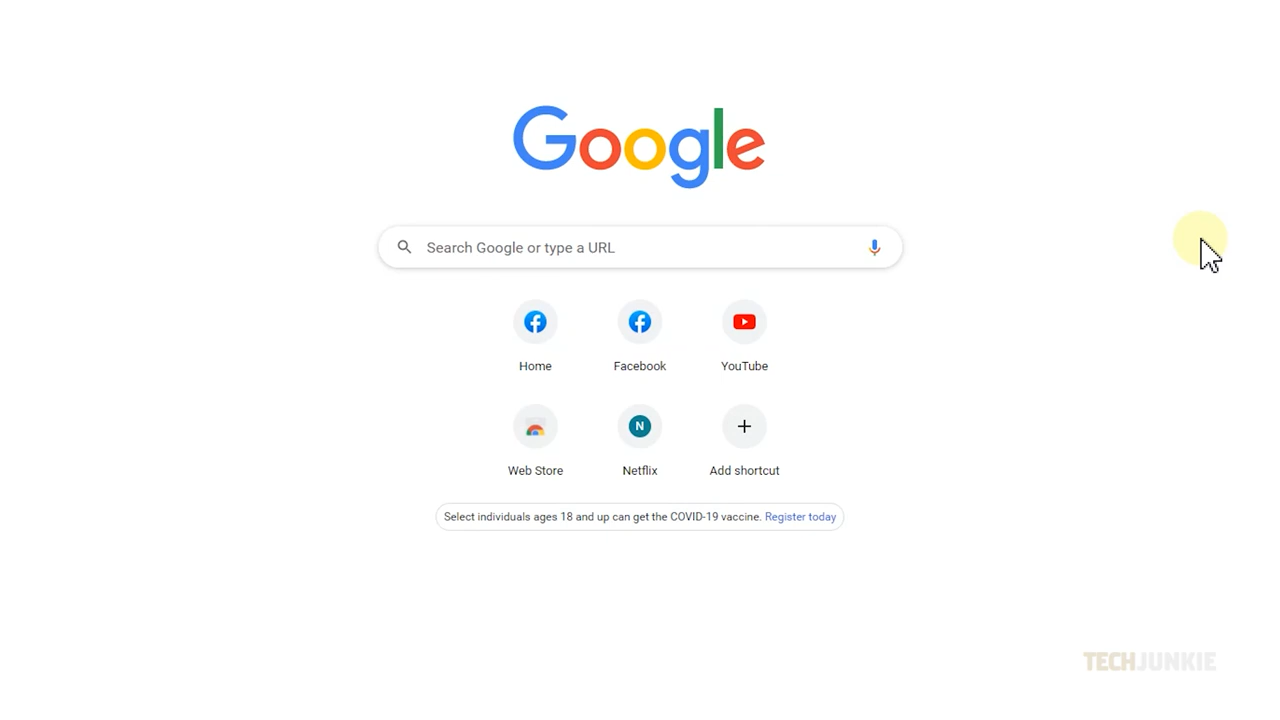 Google
Search Google or type a URL
Home
Facebook
YouTube
N
Web Store
Netflix
Add shortcut
Select individuals ages 18 and up can get the COVID-19 vaccine. Register today
TECHJUNKIE